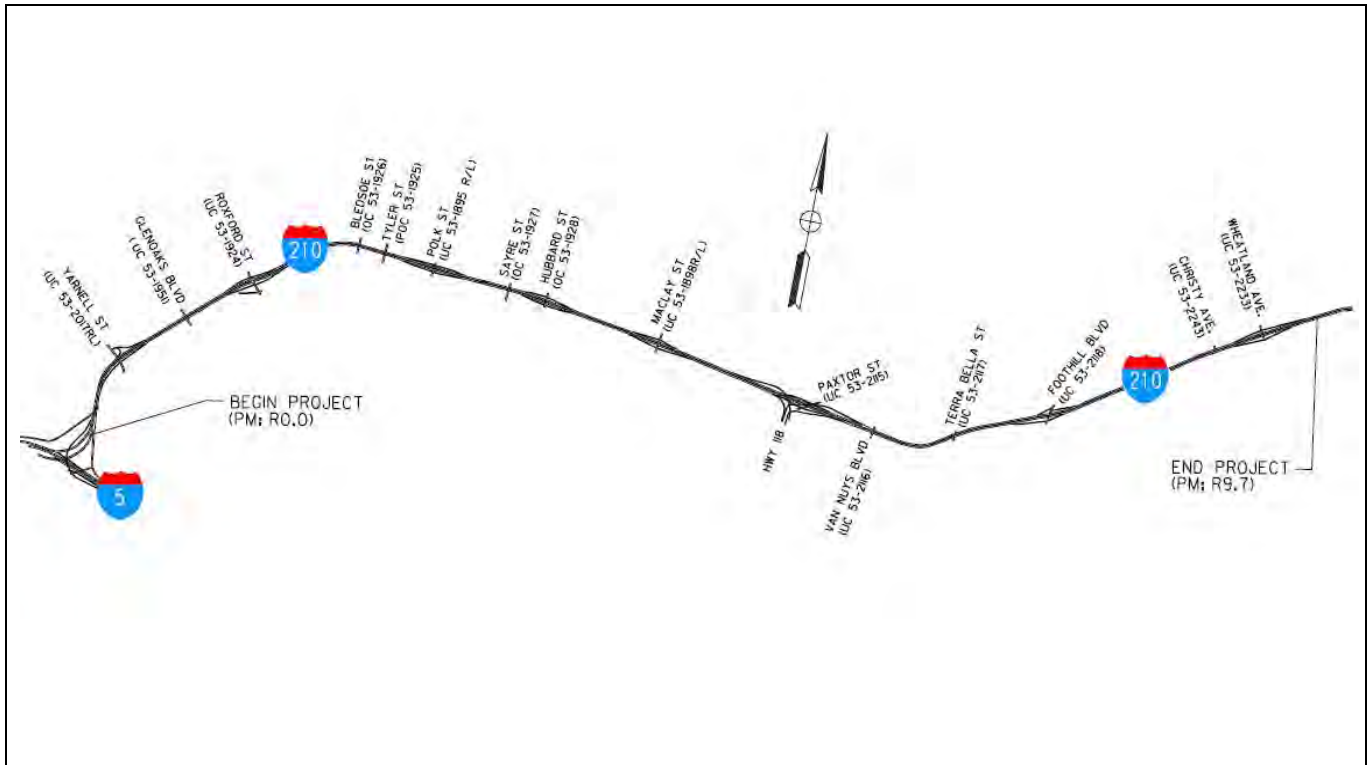 YARNELL ST
(UC 53-2017RL)
GLENOAKS BLVD
(UC 53-1951)
ROXFORD ST
(UC 53-1924)
210
BLEDSOE ST
(OC 53-1926)
TYLER ST
(POC 53-1925)
POLK ST
(UC 53-1895 R/L)
SAYRE ST
(OC 53-1927)
HUBBARD ST
(OC 53-1928)
MACLAY ST
(UC 53-1898R/L)
PAXTOR ST.
(UC 53-2115)
HWY 118
VAN NUYS BLVD
(UC 53-2116)
TERRA BELLA ST
(UC 53-2117)
FOOTHILL BLVD
(UC 53-2118)
210
CHRISTY AVE.
(UC 53-2243)
WHEATLAND AVE.
(UC 53-2233)
BEGIN PROJECT
(PM: R0.0)
5
END PROJECT
(PM: R9.7)